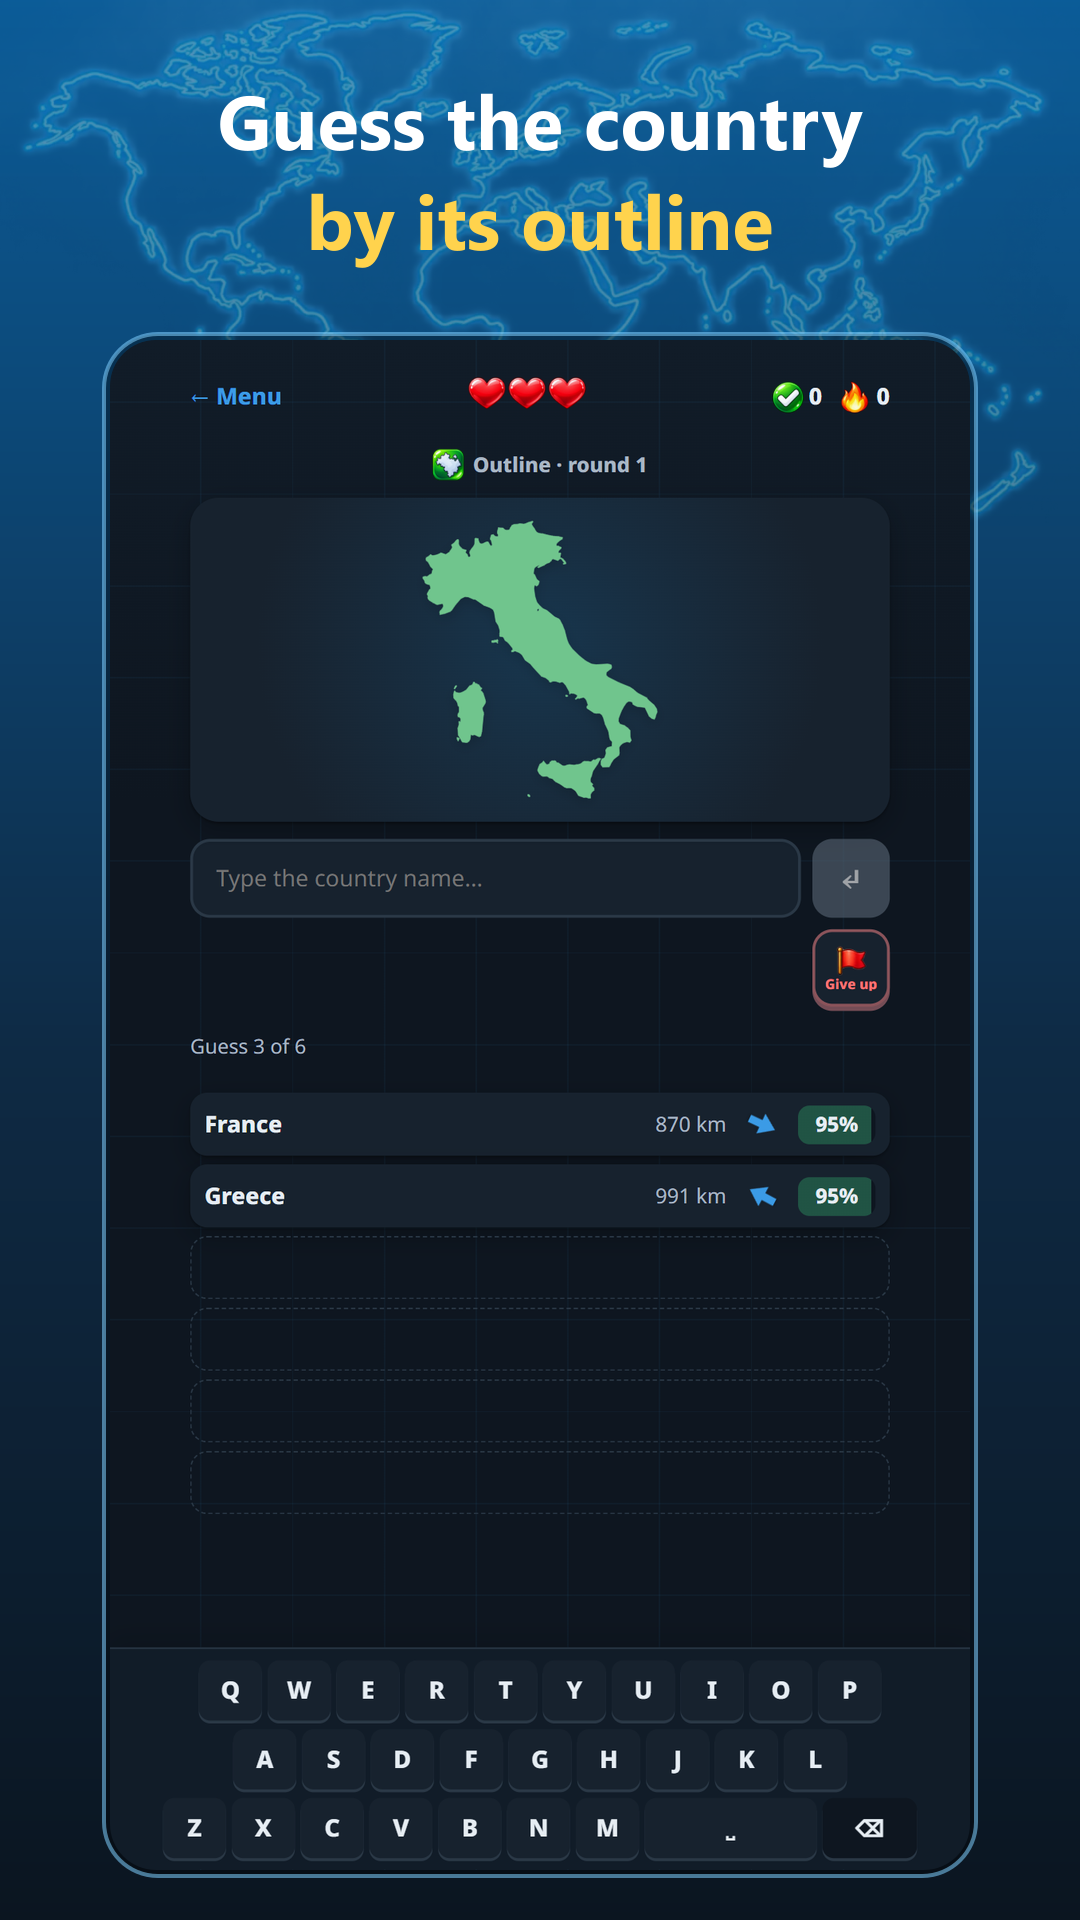 Guess the country
by its outline
← Menu
0
0
Outline · round 1
Type the country name...
↲
Give up
Guess 3 of 6
France 870 km 95%
Greece 991 km 95%
Q W E R T Y U I O P
A S D F G H J K L
Z X C V B N M ␣ ⌫